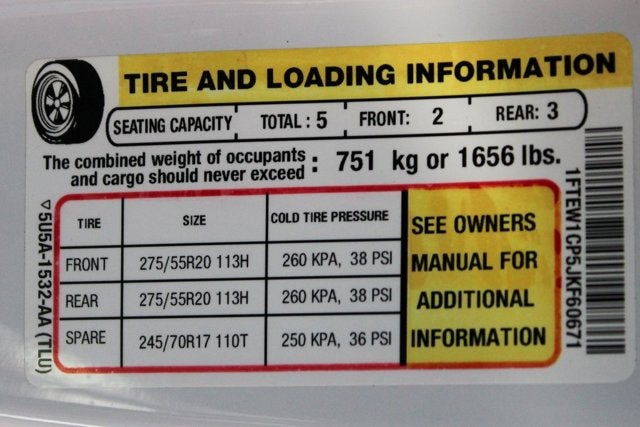 TIRE AND LOADING INFORMATION
SEATING CAPACITY TOTAL : 5 FRONT: 2 REAR: 3
The combined weight of occupants
and cargo should never exceed : 751 kg or 1656 lbs.
TIRE SIZE COLD TIRE PRESSURE
FRONT 275/55R20 113H 260 KPA, 38 PSI
REAR 275/55R20 113H 260 KPA, 38 PSI
SPARE 245/70R17 110T 250 KPA, 36 PSI
SEE OWNERS
MANUAL FOR
ADDITIONAL
INFORMATION
▽5U5A-1532-AA (TLU)
1FTEW1CP5JKF60671